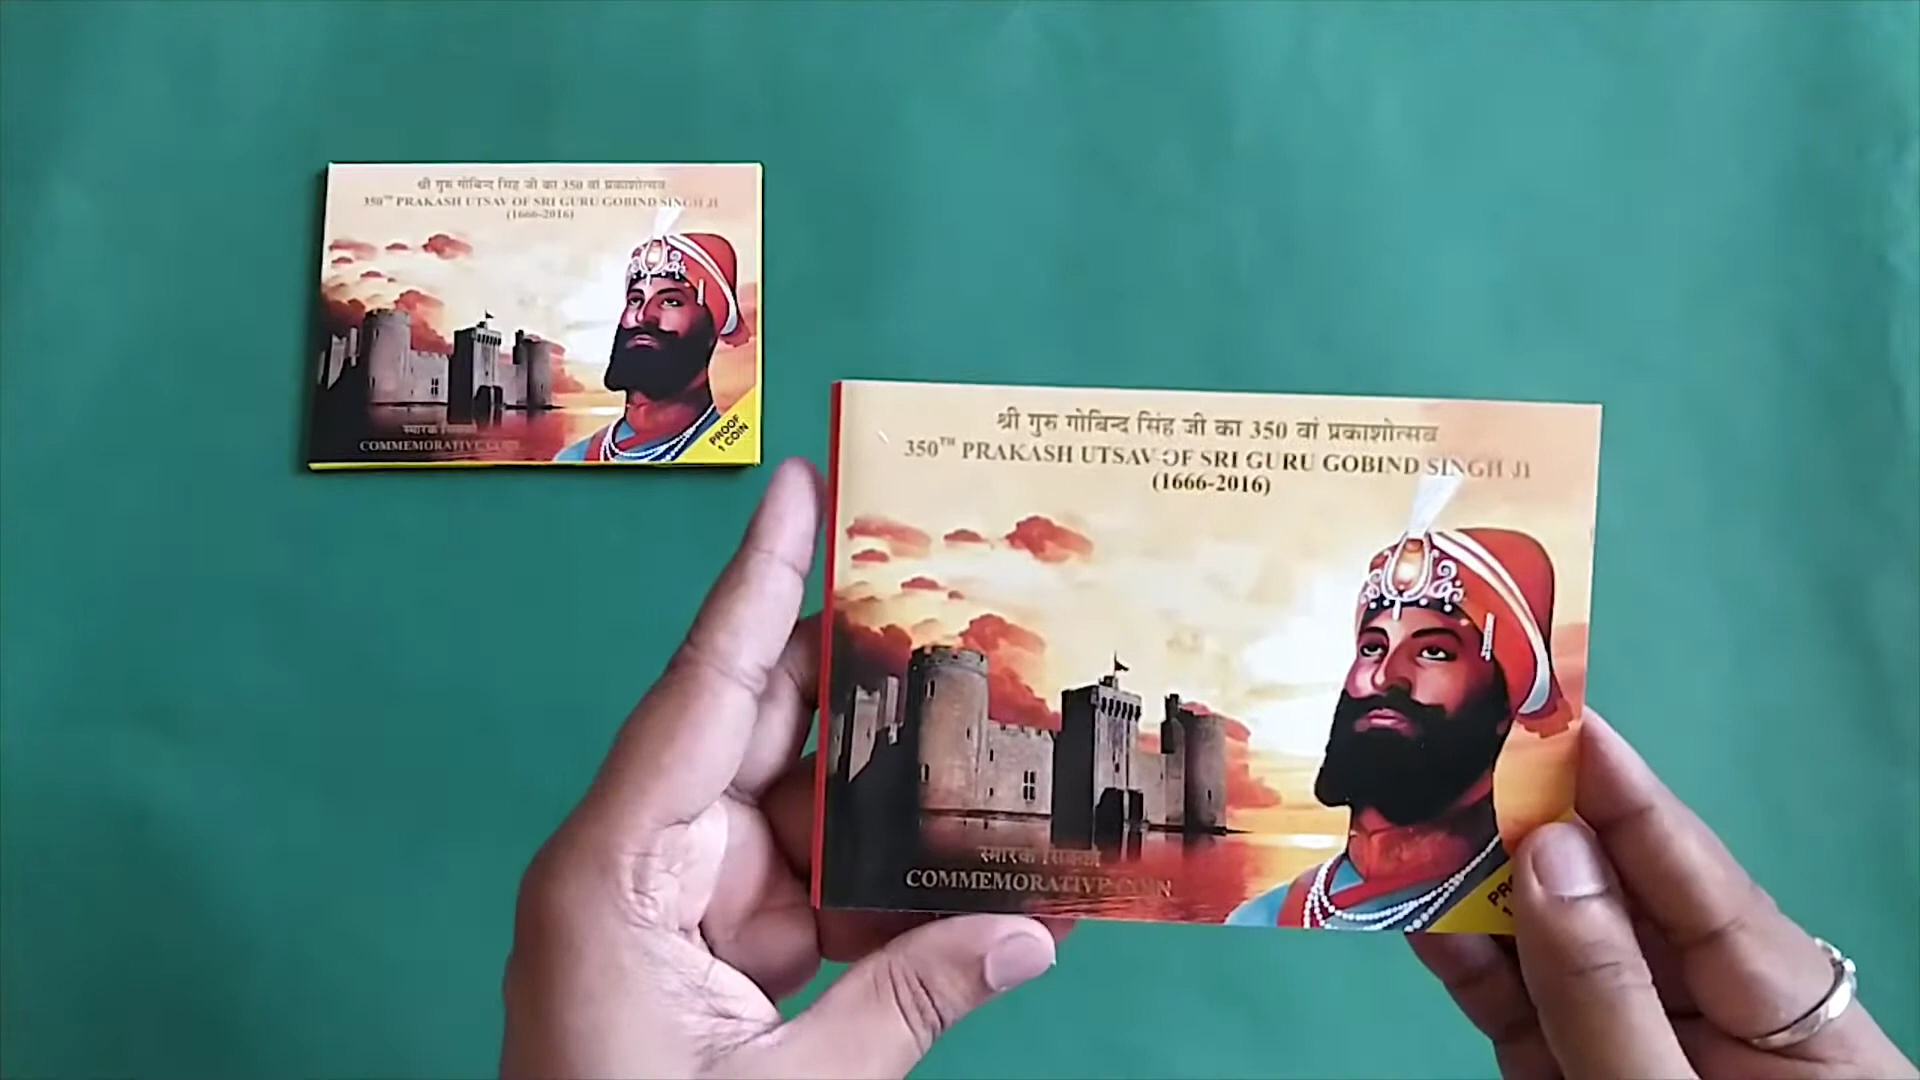 श्री गुरु गोबिन्द सिंह जी का 350 वां प्रकाशोत्सव
350TH PRAKASH UTSAV OF SRI GURU GOBIND SINGH JI
(1666-2016)
स्मारक सिक्का
COMMEMORATIVE COIN
PROOF
1 COIN
श्री गुरु गोबिन्द सिंह जी का 350 वां प्रकाशोत्सव
350TH PRAKASH UTSAV OF SRI GURU GOBIND SINGH JI
(1666-2016)
स्मारक सिक्का
COMMEMORATIVE COIN